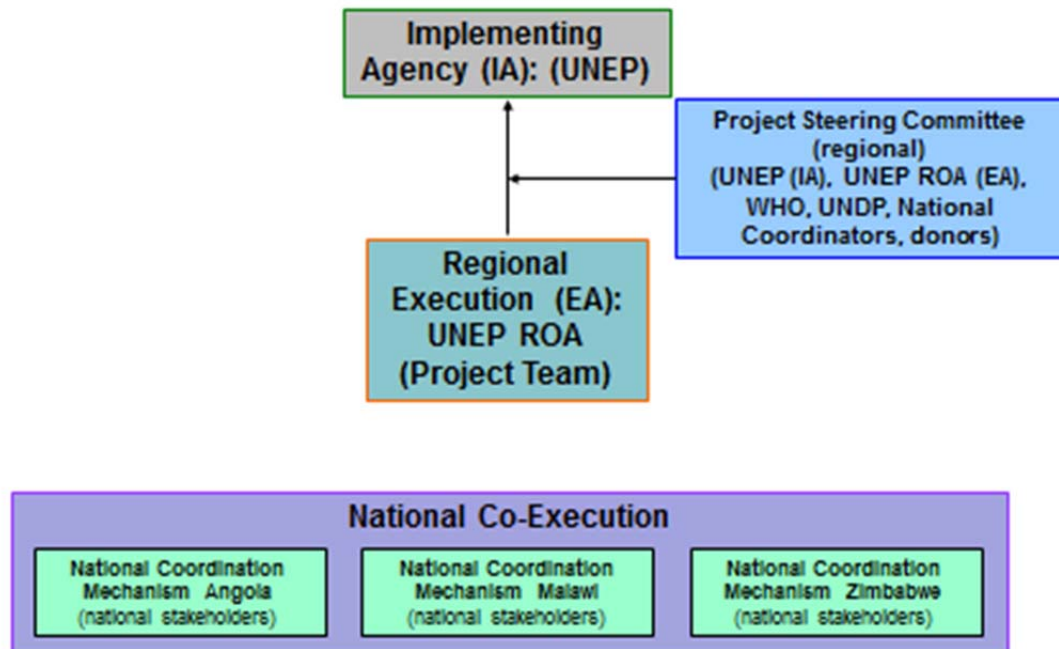 Implementing
Agency (IA): (UNEP)
Project Steering Committee
(regional)
(UNEP (IA), UNEP ROA (EA),
WHO, UNDP, National
Coordinators, donors)
Regional
Execution (EA):
UNEP ROA
(Project Team)
National Co-Execution
National Coordination
Mechanism Angola
(national stakeholders)
National Coordination
Mechanism Malawi
(national stakeholders)
National Coordination
Mechanism Zimbabwe
(national stakeholders)